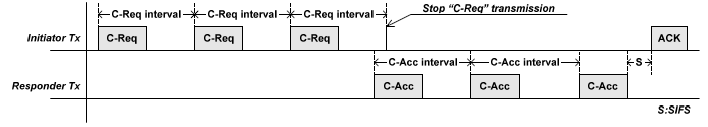 C-Req interval C-Req interval C-Req interval Stop "C-Req" transmission
Initiator Tx C-Req C-Req C-Req ACK
C-Acc interval C-Acc interval S
Responder Tx C-Acc C-Acc C-Acc
S:SIFS